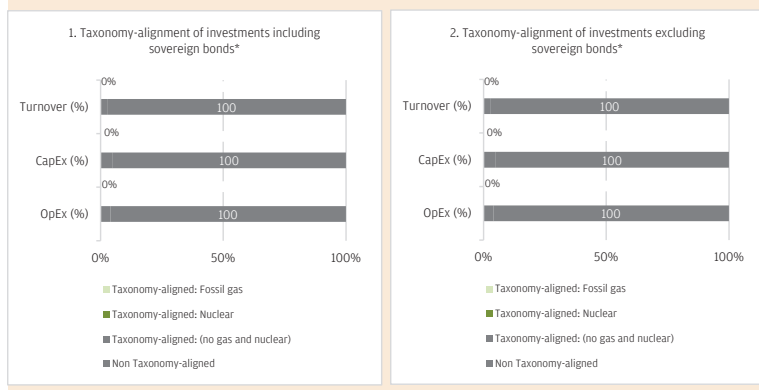 1. Taxonomy-alignment of investments including
sovereign bonds*
0%
Turnover (%)
100
0%
CapEx (%)
100
0%
OpEx (%)
100
0%
50%
100%
Taxonomy-aligned: Fossil gas
Taxonomy-aligned: Nuclear
Taxonomy-aligned: (no gas and nuclear)
Non Taxonomy-aligned
2. Taxonomy-alignment of investments excluding
sovereign bonds*
0%
Turnover (%)
100
0%
CapEx (%)
100
0%
OpEx (%)
100
0%
50%
100%
Taxonomy-aligned: Fossil gas
Taxonomy-aligned: Nuclear
Taxonomy-aligned: (no gas and nuclear)
Non Taxonomy-aligned